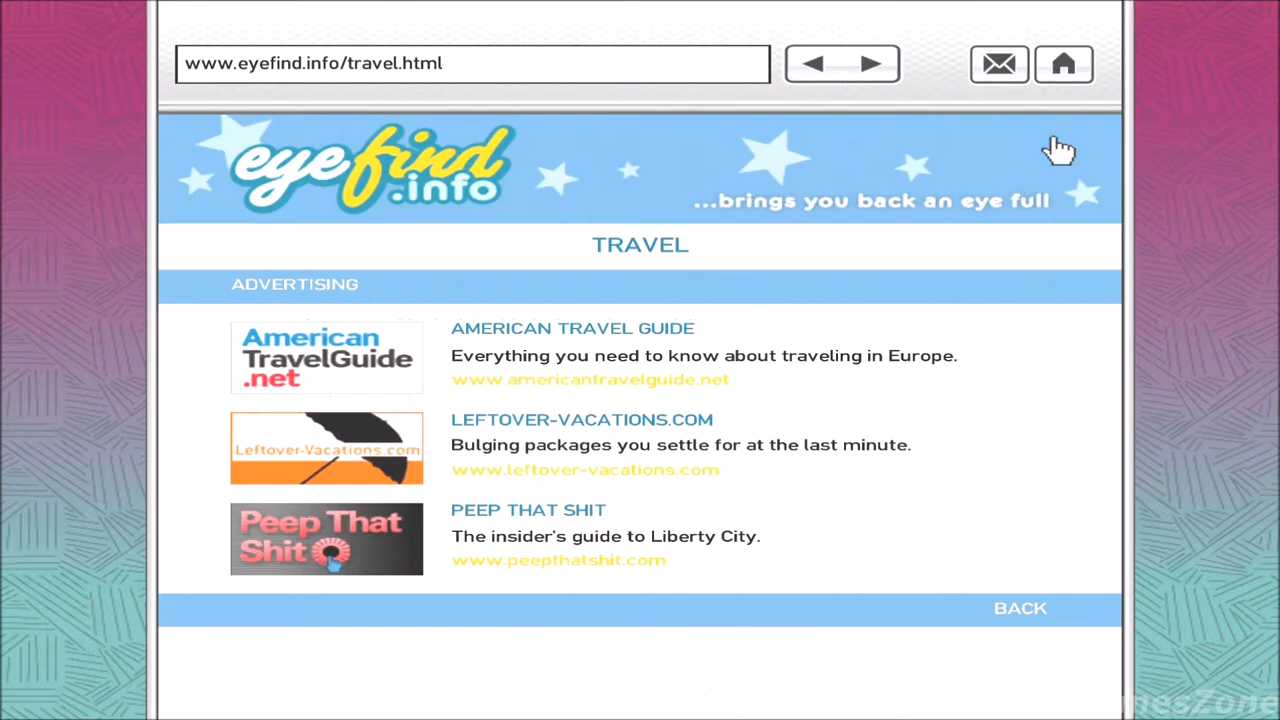 www.eyefind.info/travel.html
eyefind
.info
...brings you back an eye full
TRAVEL
ADVERTISING
American
TravelGuide
.net
AMERICAN TRAVEL GUIDE
Everything you need to know about traveling in Europe.
www.americantravelguide.net
Leftover-Vacations.com
LEFTOVER-VACATIONS.COM
Bulging packages you settle for at the last minute.
www.leftover-vacations.com
Peep That
Shit
PEEP THAT SHIT
The insider's guide to Liberty City.
www.peepthatshit.com
BACK